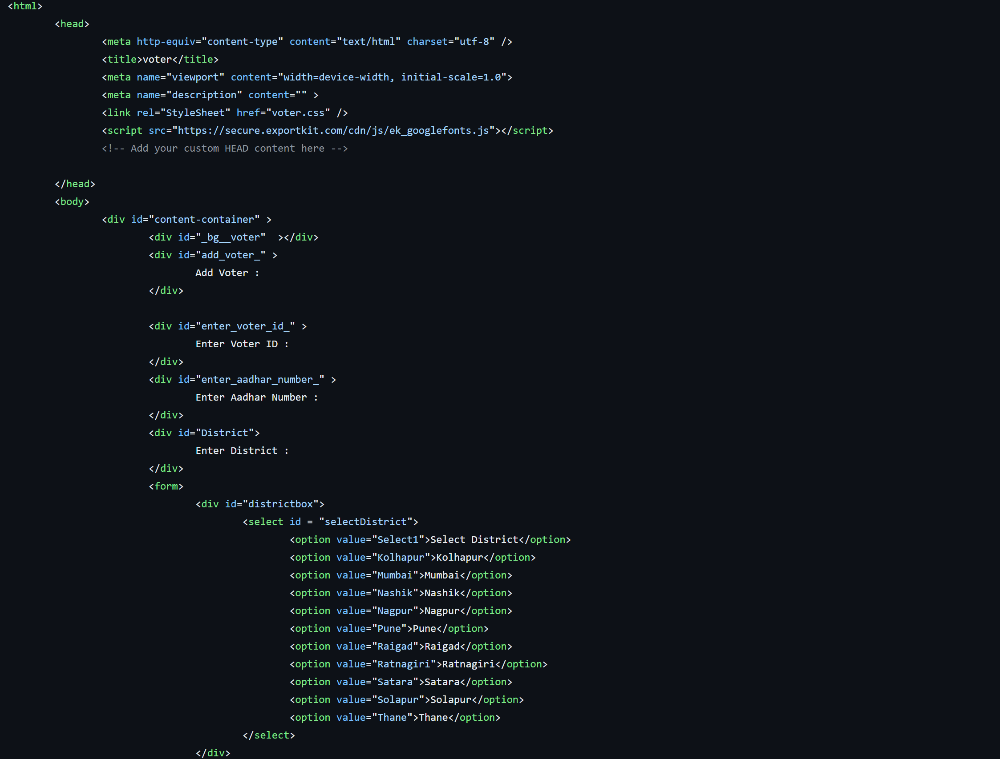 <html>
<head>
<meta http-equiv="content-type" content="text/html" charset="utf-8" />
<title>voter</title>
<meta name="viewport" content="width=device-width, initial-scale=1.0">
<meta name="description" content="" >
<link rel="StyleSheet" href="voter.css" />
<script src="https://secure.exportkit.com/cdn/js/ek_googlefonts.js"></script>
<!-- Add your custom HEAD content here -->
</head>
<body>
<div id="content-container" >
<div id="_bg__voter"  ></div>
<div id="add_voter_" >
Add Voter :
</div>
<div id="enter_voter_id_" >
Enter Voter ID :
</div>
<div id="enter_aadhar_number_" >
Enter Aadhar Number :
</div>
<div id="District">
Enter District :
</div>
<form>
<div id="districtbox">
<select id = "selectDistrict">
<option value="Select1">Select District</option>
<option value="Kolhapur">Kolhapur</option>
<option value="Mumbai">Mumbai</option>
<option value="Nashik">Nashik</option>
<option value="Nagpur">Nagpur</option>
<option value="Pune">Pune</option>
<option value="Raigad">Raigad</option>
<option value="Ratnagiri">Ratnagiri</option>
<option value="Satara">Satara</option>
<option value="Solapur">Solapur</option>
<option value="Thane">Thane</option>
</select>
</div>